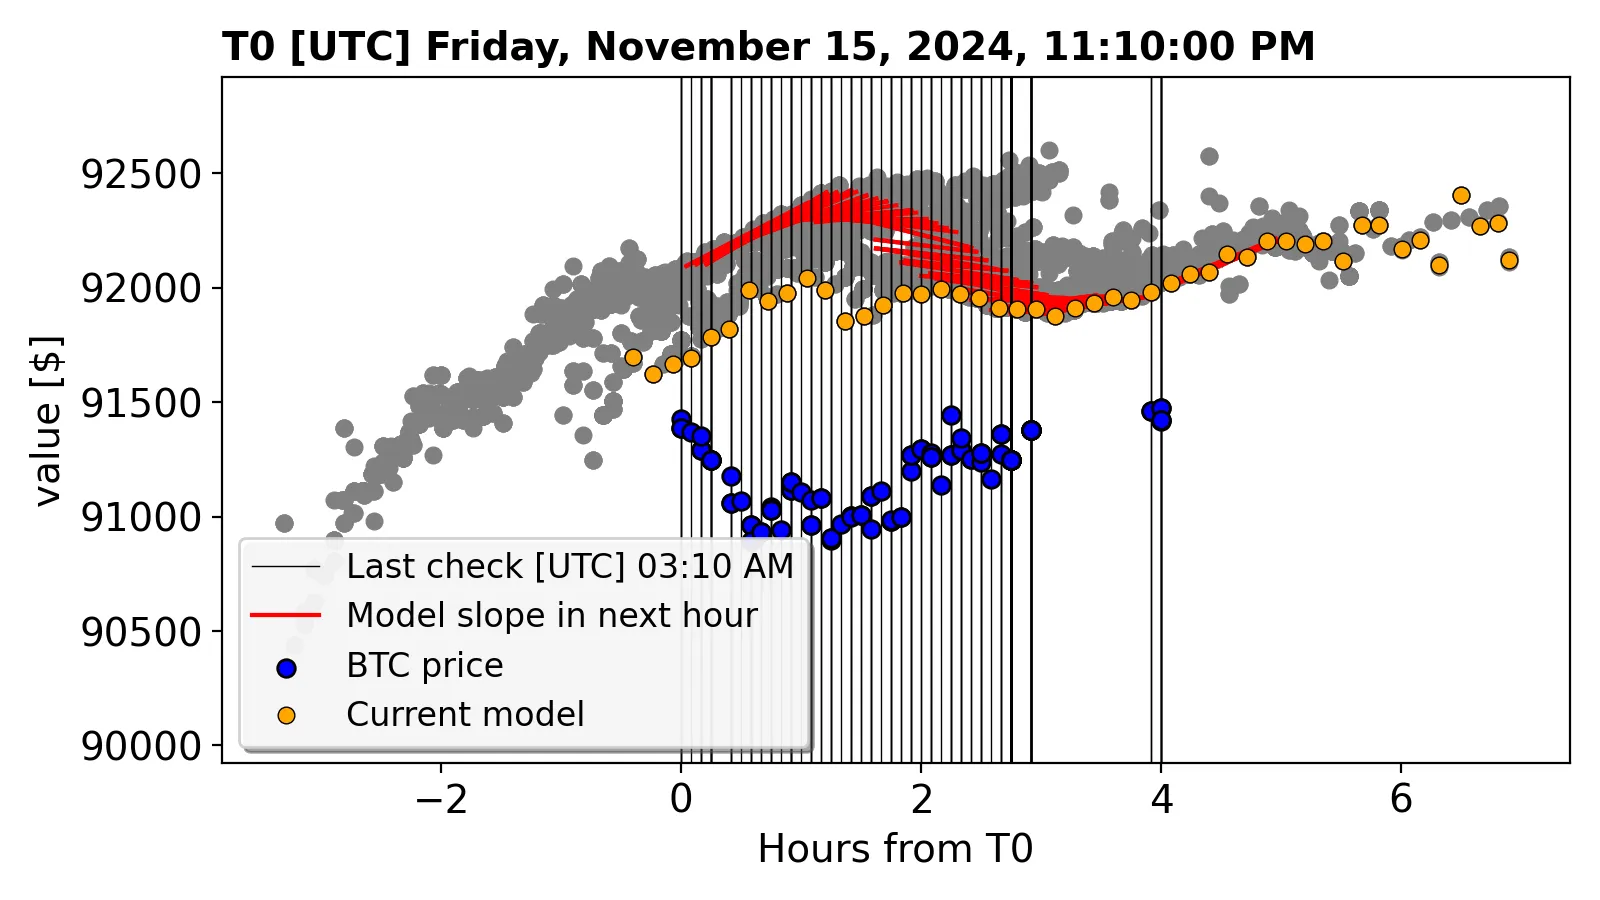 T0 [UTC] Friday, November 15, 2024, 11:10:00 PM
92500
92000
91500
91000
90500
90000
value [$]
Last check [UTC] 03:10 AM
Model slope in next hour
BTC price
Current model
−2 0 2 4 6
Hours from T0